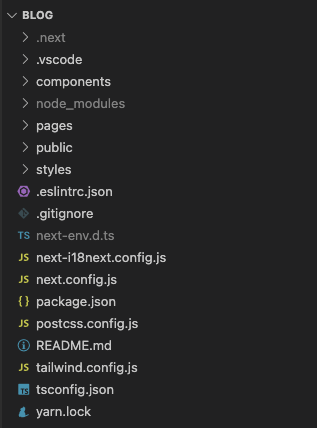 BLOG
.next
.vscode
components
node_modules
pages
public
styles
.eslintrc.json
.gitignore
TS next-env.d.ts
JS next-i18next.config.js
JS next.config.js
{ } package.json
JS postcss.config.js
README.md
JS tailwind.config.js
TS tsconfig.json
yarn.lock